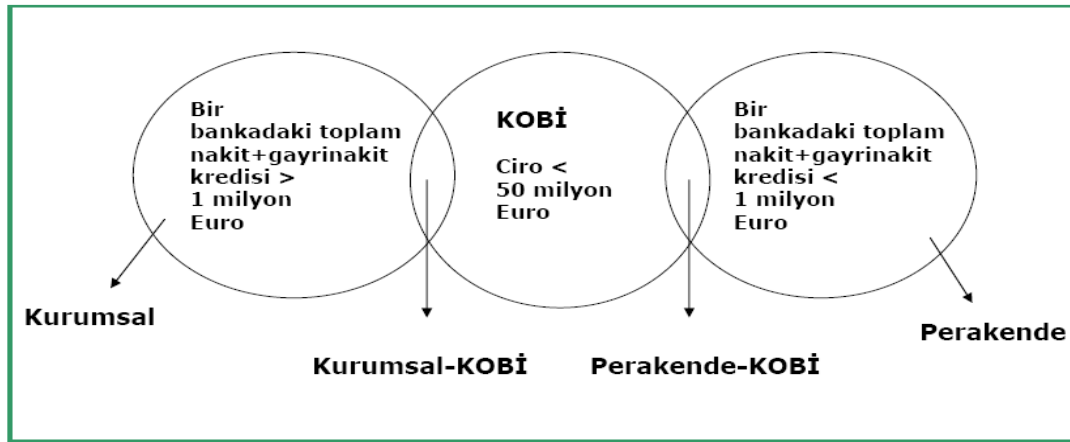 Bir
bankadaki toplam
nakit+gayrinakit
kredisi >
1 milyon
Euro
KOBİ
Ciro <
50 milyon
Euro
Bir
bankadaki toplam
nakit+gayrinakit
kredisi <
1 milyon
Euro
Kurumsal
Perakende
Kurumsal-KOBİ
Perakende-KOBİ